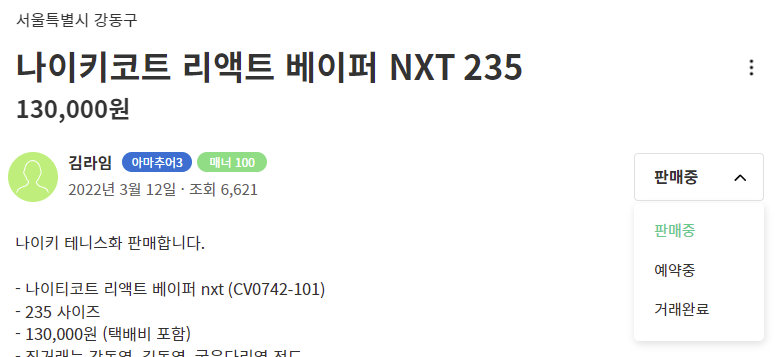 서울특별시 강동구
나이키코트 리액트 베이퍼 NXT 235
130,000원
김라임 아마추어3 매너 100
2022년 3월 12일 · 조회 6,621
판매중
판매중
예약중
거래완료
나이키 테니스화 판매합니다.
- 나이티코트 리액트 베이퍼 nxt (CV0742-101)
- 235 사이즈
- 130,000원 (택배비 포함)
- 직거래는 강동역, 길동역, 굽은다리역 정도